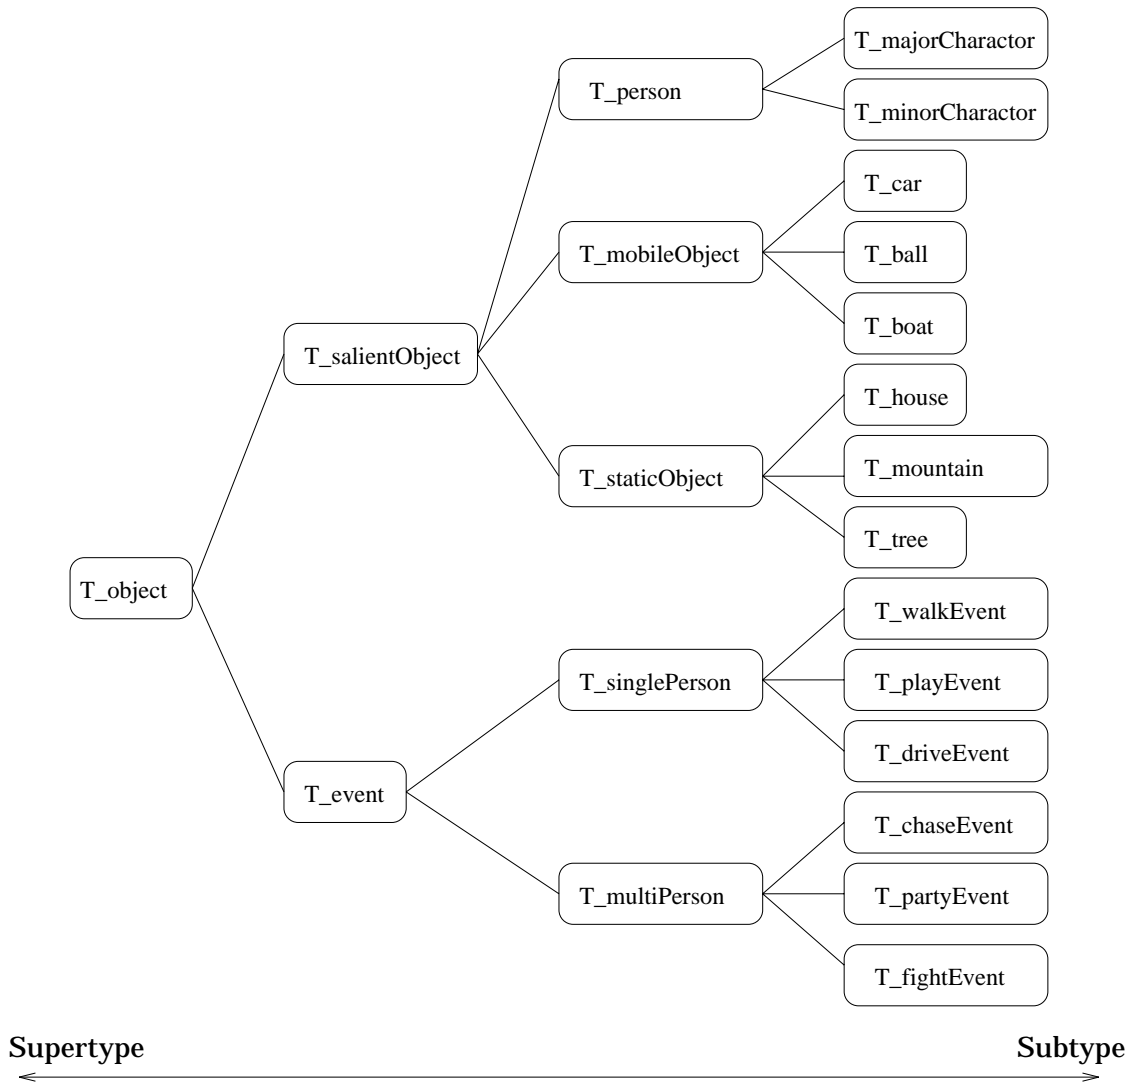 T_majorCharactor
T_person
T_minorCharactor
T_car
T_mobileObject
T_ball
T_boat
T_salientObject
T_house
T_staticObject
T_mountain
T_tree
T_object
T_walkEvent
T_singlePerson
T_playEvent
T_driveEvent
T_event
T_chaseEvent
T_multiPerson
T_partyEvent
T_fightEvent
Supertype
Subtype